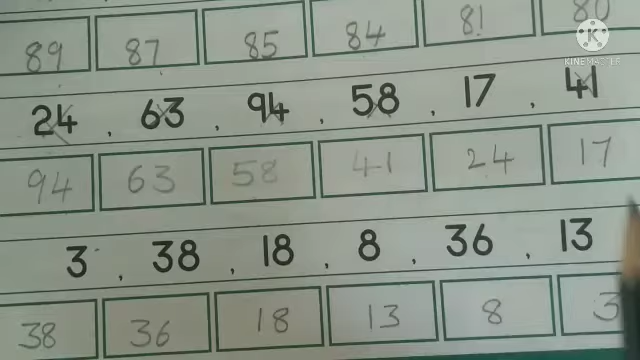 89 87 85 84 81 80
24 , 63 , 94 , 58 , 17 , 41
94 63 58 41 24 17
3 , 38 , 18 , 8 , 36 , 13
38 36 18 13 8 3
K
KINEMASTER